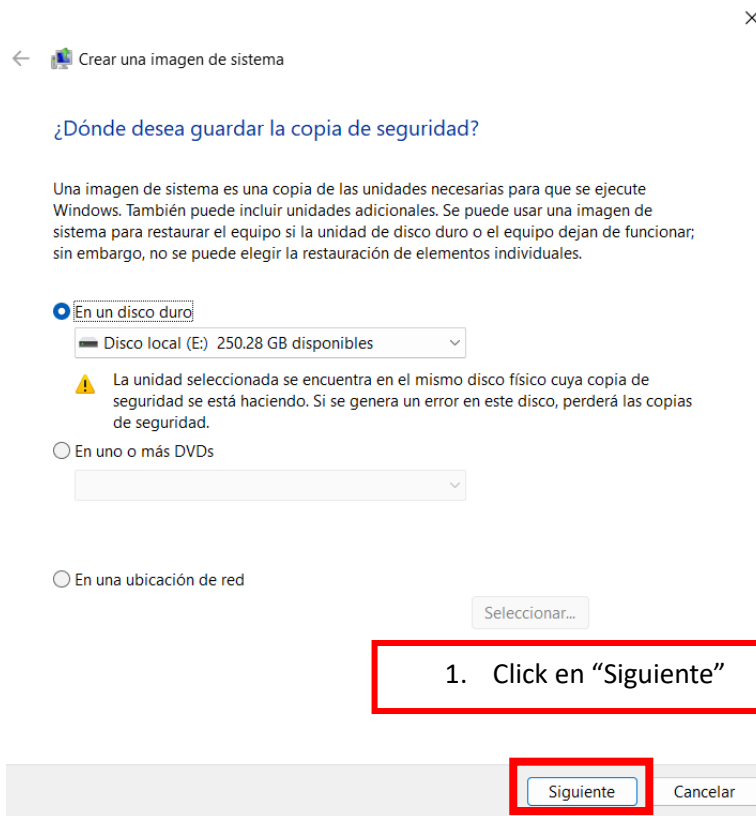 Crear una imagen de sistema
¿Dónde desea guardar la copia de seguridad?
Una imagen de sistema es una copia de las unidades necesarias para que se ejecute
Windows. También puede incluir unidades adicionales. Se puede usar una imagen de
sistema para restaurar el equipo si la unidad de disco duro o el equipo dejan de funcionar;
sin embargo, no se puede elegir la restauración de elementos individuales.
En un disco duro
Disco local (E:) 250.28 GB disponibles
La unidad seleccionada se encuentra en el mismo disco físico cuya copia de
seguridad se está haciendo. Si se genera un error en este disco, perderá las copias
de seguridad.
En uno o más DVDs
En una ubicación de red
Seleccionar...
1. Click en “Siguiente”
Siguiente
Cancelar